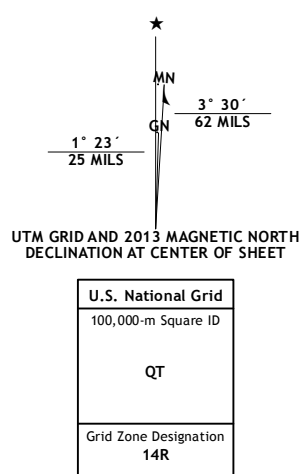 ★
MN
GN
3° 30´
62 MILS
1° 23´
25 MILS
UTM GRID AND 2013 MAGNETIC NORTH
DECLINATION AT CENTER OF SHEET
U.S. National Grid
100,000-m Square ID
QT
Grid Zone Designation
14R